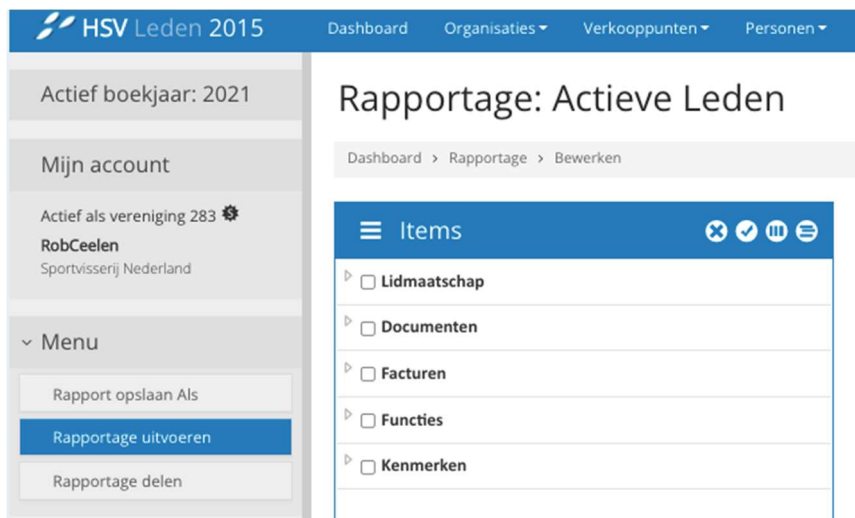 HSV Leden 2015
Dashboard Organisaties Verkooppunten Personen
Actief boekjaar: 2021
Mijn account
Actief als vereniging 283
RobCeelen
Sportvisserij Nederland
Menu
Rapport opslaan Als
Rapportage uitvoeren
Rapportage delen
Rapportage: Actieve Leden
Dashboard > Rapportage > Bewerken
Items
Lidmaatschap
Documenten
Facturen
Functies
Kenmerken